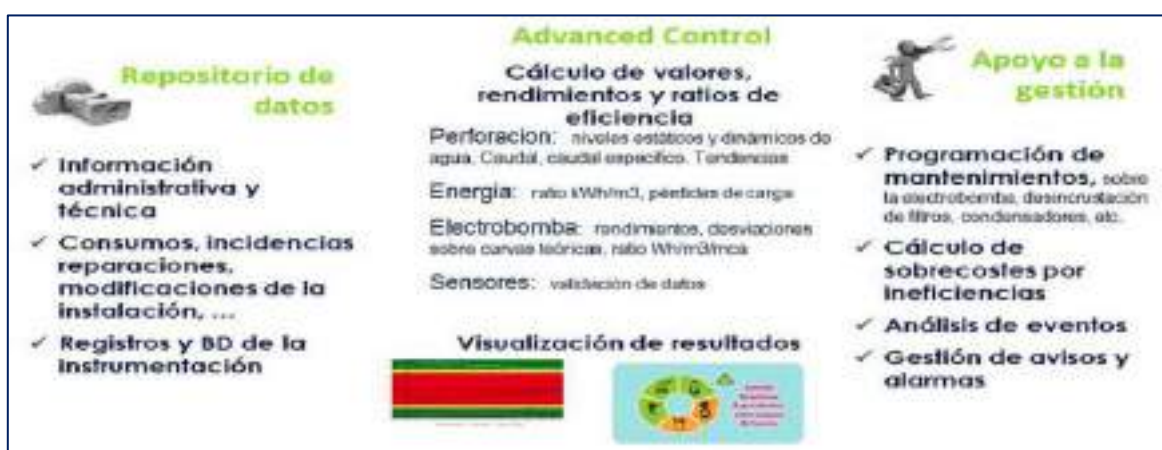 Repositorio de
datos
✓ Información
administrativa y
técnica
✓ Consumos, incidencias
reparaciones,
modificaciones de la
instalación, ...
✓ Registros y BD de la
instrumentación
Advanced Control
Cálculo de valores,
rendimientos y ratios de
eficiencia
Perforacion: niveles estáticos y dinámicos de
agua, Caudal, caudal especifico. Tendencias
Energia: ratio kWh/m3, pérdidas de carga
Electrobomba: rendimientos, desviaciones
sobre curvas teóricas, ratio Wh/m3/mca
Sensores: validación de datos
Visualización de resultados
Apoyo a la
gestión
✓ Programación de
mantenimientos, sobre
la electrobomba, desincrustación
de filtros, condensadores, etc.
✓ Cálculo de
sobrecostes por
ineficiencias
✓ Análisis de eventos
✓ Gestión de avisos y
alarmas